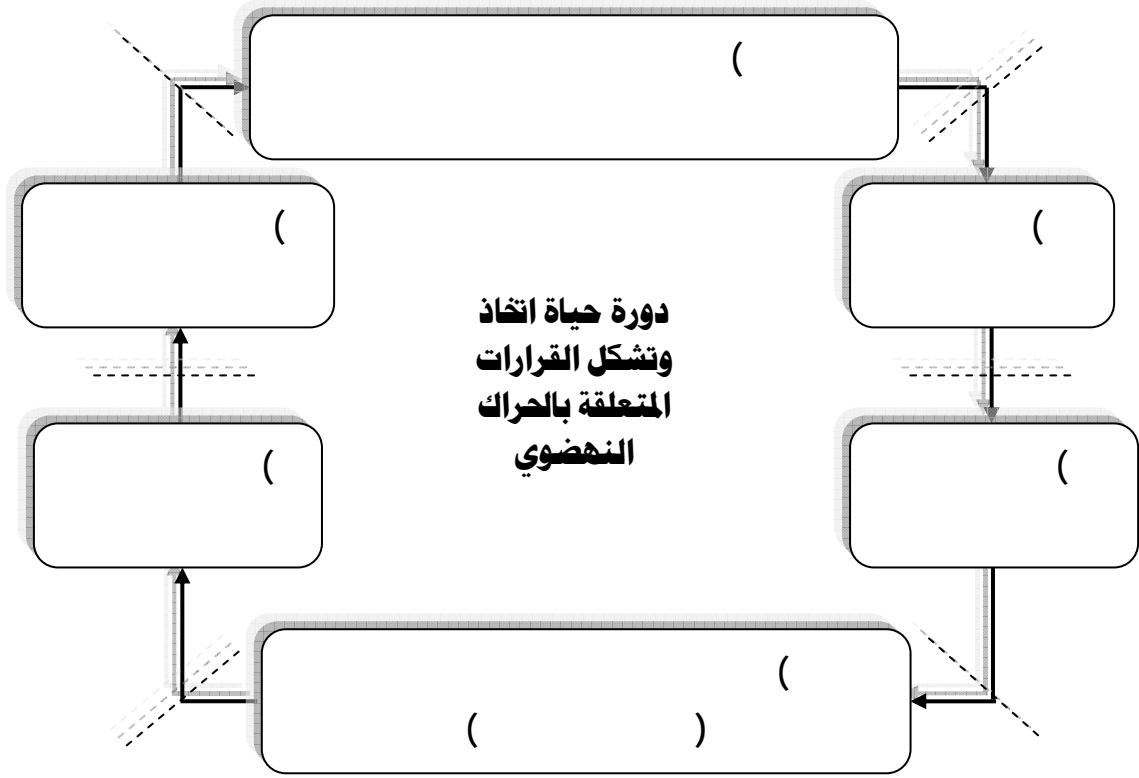 )
)
)
دورة حياة اتخاذ
وتشكل القرارات
المتعلقة بالحراك
النهضوي
)
)
)
( )